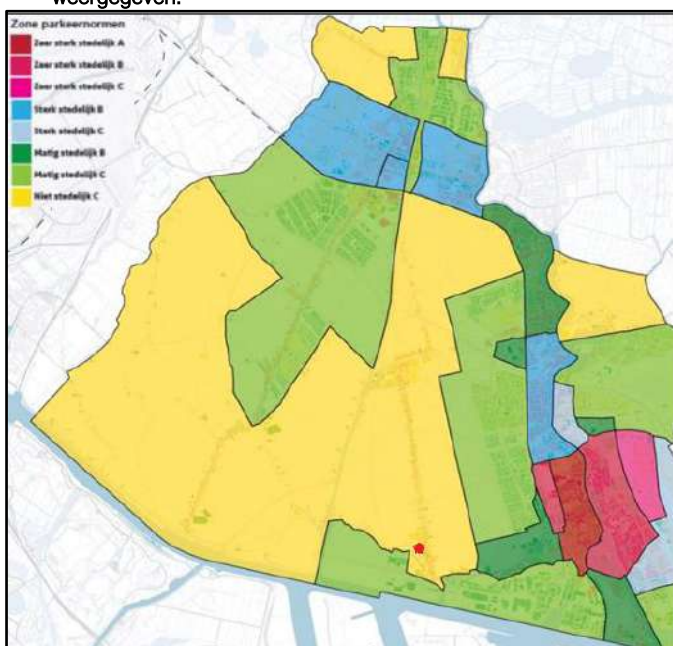 weergegeven.
Zone parkeernormen
Zeer sterk stedelijk A
Zeer sterk stedelijk B
Zeer sterk stedelijk C
Sterk stedelijk B
Sterk stedelijk C
Matig stedelijk B
Matig stedelijk C
Niet stedelijk C